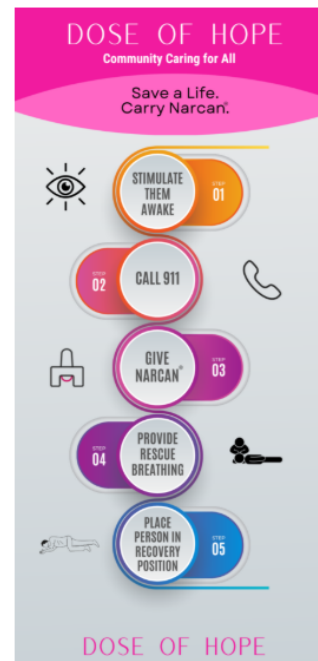 DOSE OF HOPE
Community Caring for All
Save a Life.
Carry Narcan®.
STIMULATE
THEM
AWAKE
STEP
01
STEP
02
CALL 911
GIVE
NARCAN®
STEP
03
STEP
04
PROVIDE
RESCUE
BREATHING
PLACE
PERSON IN
RECOVERY
POSITION
STEP
05
DOSE OF HOPE